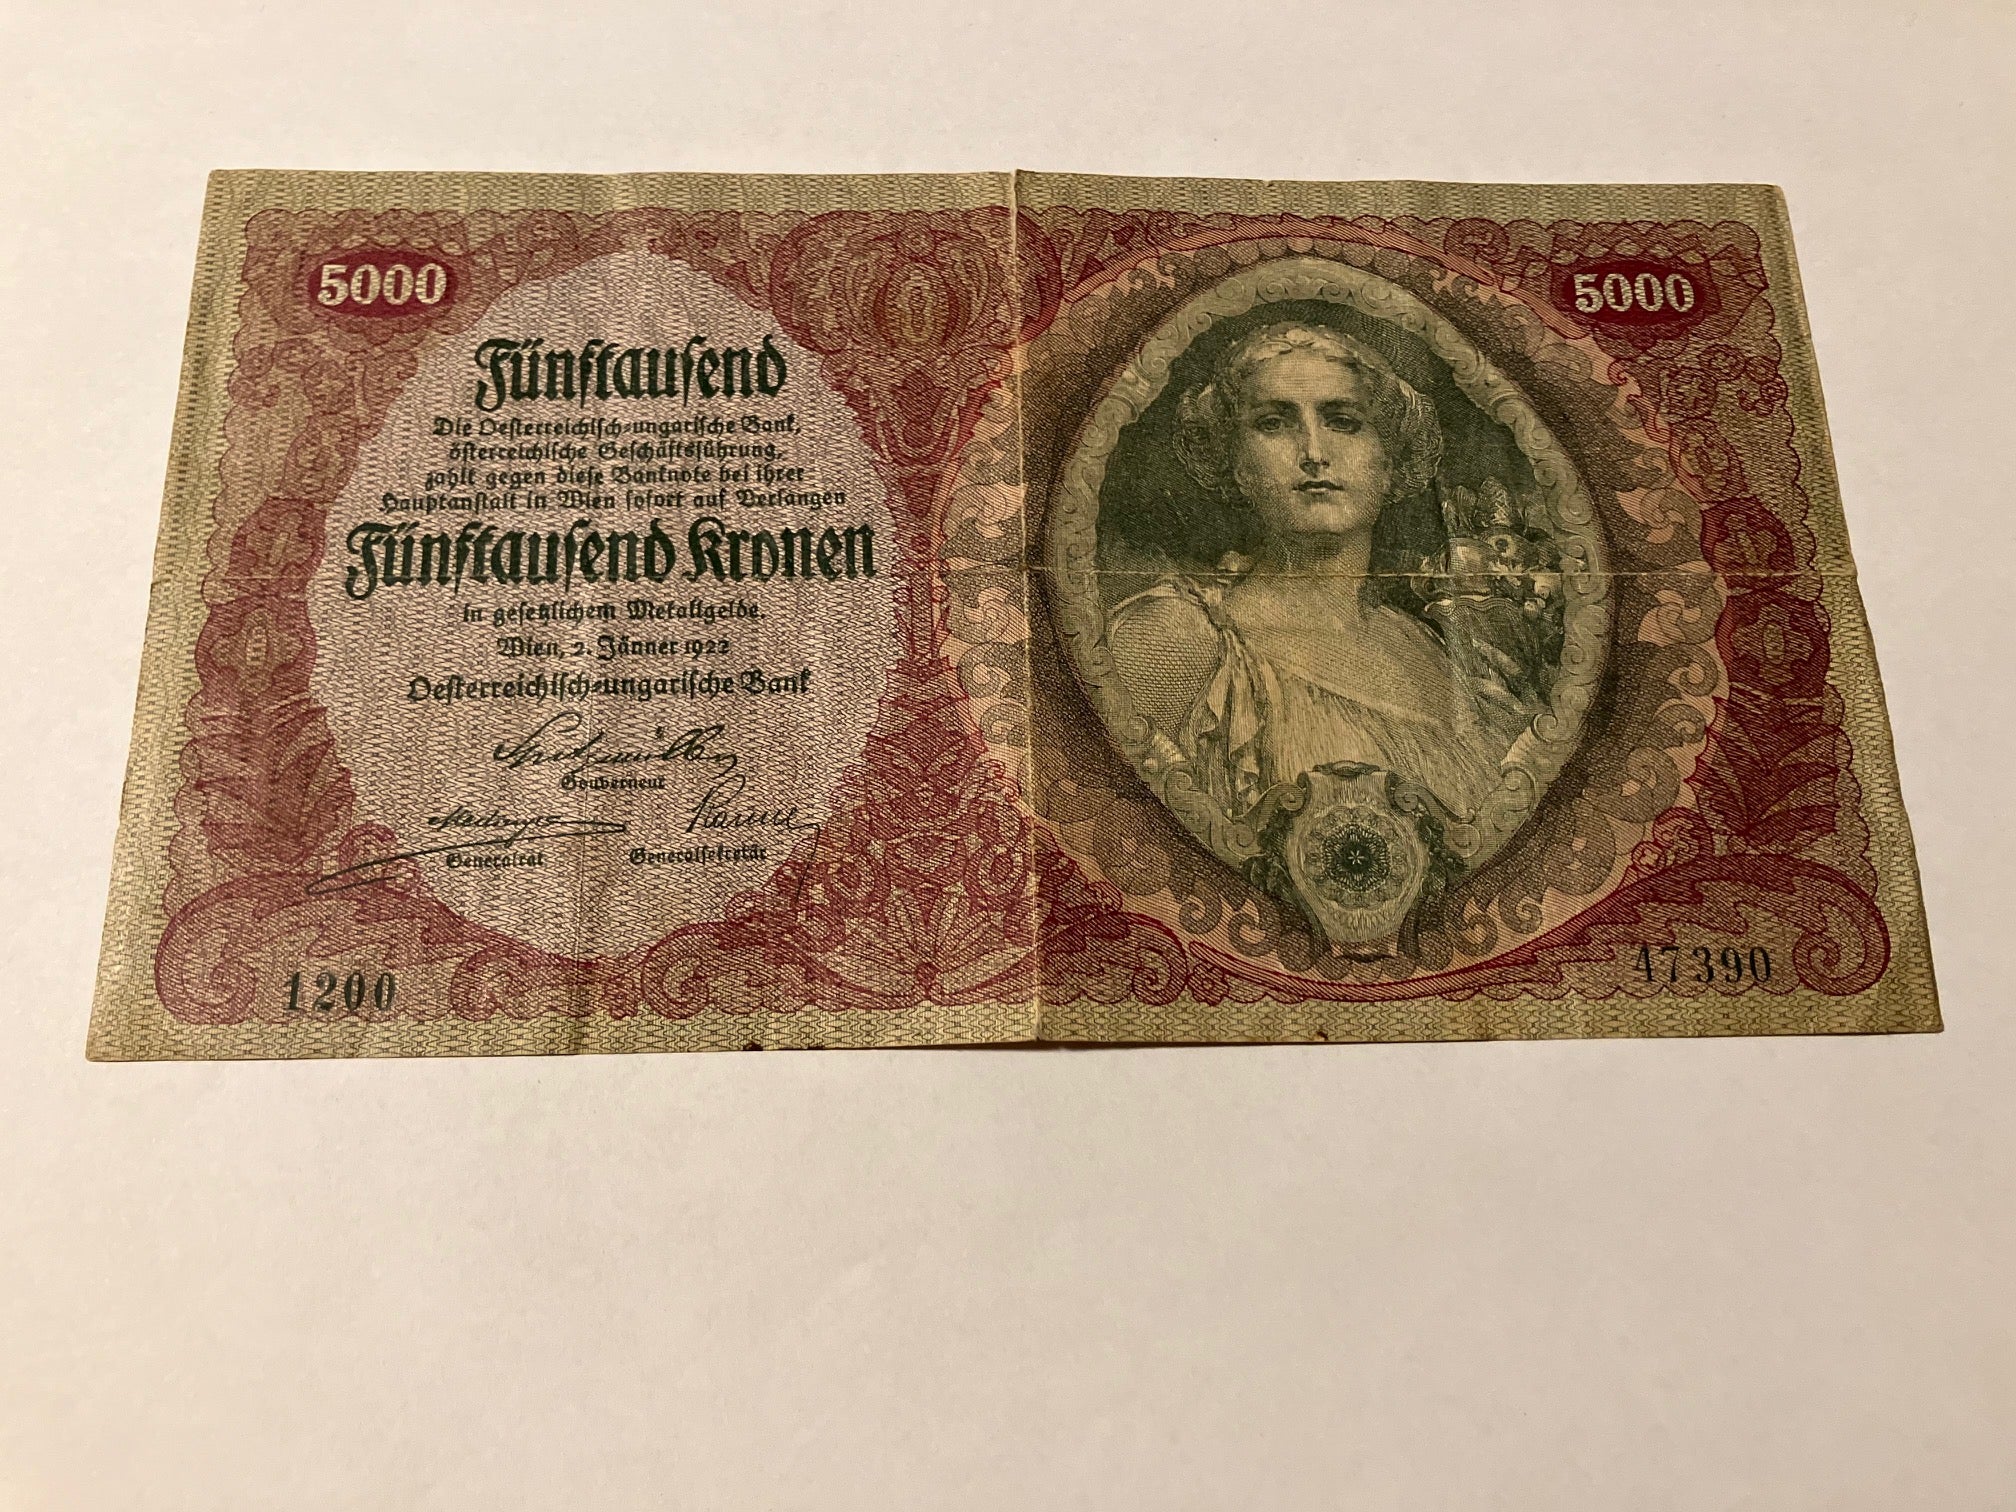 5000
5000
Fünftausend
Die Oesterreichisch-ungarische Bank,
österreichische Geschäftsführung,
zahlt gegen diese Banknote bei ihrer
Hauptanstalt in Wien sofort auf Verlangen
Fünftausend Kronen
in gesetzlichem Metallgelde.
Wien, 2. Jänner 1922
Oesterreichisch-ungarische Bank
Spitzmüller
Gouverneur
Generalrat
Generalsekretär
1200
47390